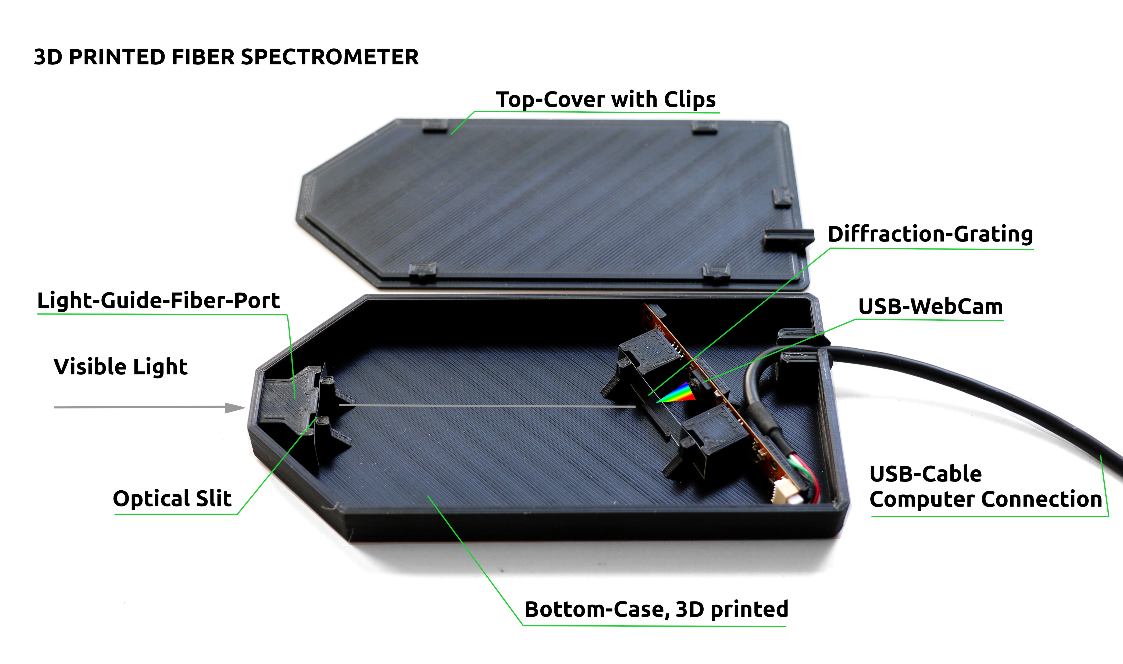 3D PRINTED FIBER SPECTROMETER
Top-Cover with Clips
Diffraction-Grating
Light-Guide-Fiber-Port
USB-WebCam
Visible Light
USB-Cable
Computer Connection
Optical Slit
Bottom-Case, 3D printed